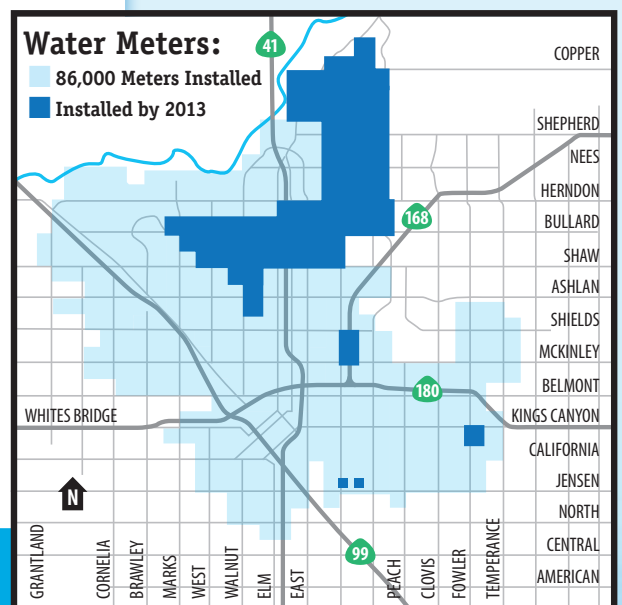 Water Meters:
86,000 Meters Installed
Installed by 2013
41
COPPER
SHEPHERD
NEES
HERNDON
168
BULLARD
SHAW
ASHLAN
SHIELDS
MCKINLEY
BELMONT
180
WHITES BRIDGE
KINGS CANYON
CALIFORNIA
JENSEN
N
NORTH
CENTRAL
99
AMERICAN
GRANTLAND
CORNELIA
BRAWLEY
MARKS
WEST
WALNUT
ELM
EAST
PEACH
CLOVIS
FOWLER
TEMPERANCE